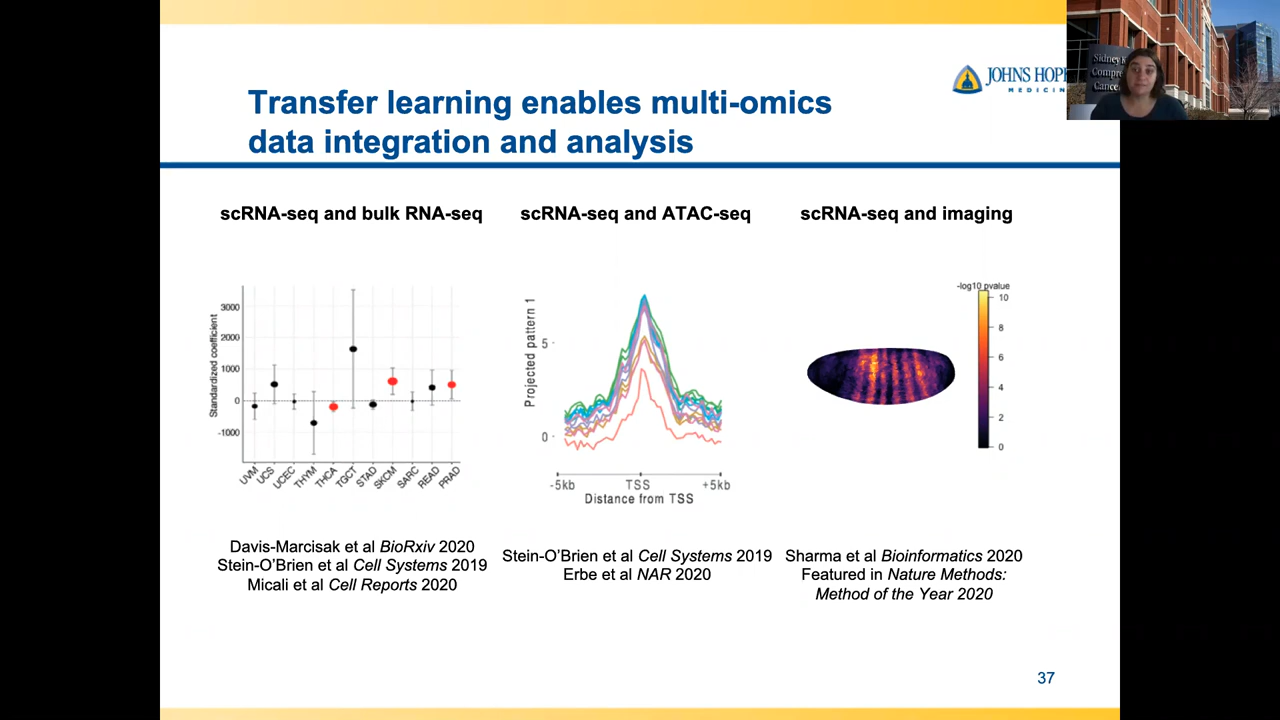 Transfer learning enables multi-omics
data integration and analysis
JOHNS HOP
MEDICIN
Sidney K
Compre
Cance
scRNA-seq and bulk RNA-seq
scRNA-seq and ATAC-seq
scRNA-seq and imaging
Standardized coefficient
3000
2000
1000
0
-1000
UVM
UCS
UCEC
THYM
THCA
TGCT
STAD
SKCM
SARC
READ
PRAD
Projected pattern 1
5
0
-5kb
TSS
+5kb
Distance from TSS
-log10 pvalue
10
8
6
4
2
0
Davis-Marcisak et al BioRxiv 2020
Stein-O’Brien et al Cell Systems 2019
Micali et al Cell Reports 2020
Stein-O’Brien et al Cell Systems 2019
Erbe et al NAR 2020
Sharma et al Bioinformatics 2020
Featured in Nature Methods:
Method of the Year 2020
37